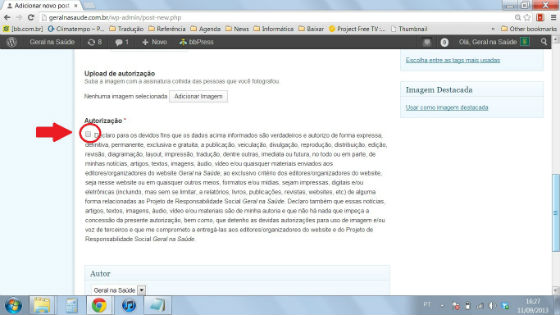 Adicionar novo post
geralnasaude.com.br/wp-admin/post-new.php
[bb.com.br] Climatempo - P... Tradução 1 Arquitetura Banco News Informática Baixar Project Free TV:... Thumbnail Other bookmarks
Geral na Saúde 8 1 + Novo bbPress 0 Olá, Geral na Saúde
Escolha entre as tags mais usadas
Upload de autorização
Suba a imagem com a assinatura colhida das pessoas que você fotografou.
Nenhuma imagem selecionada Adicionar Imagem
Imagem Destacada
Usar como imagem destacada
Autorização *
Declaro para os devidos fins que os dados acima informados são verdadeiros e autorizo de forma expressa,
definitiva, permanente, exclusiva e gratuita, a publicação, veiculação, divulgação, reprodução, distribuição, edição,
revisão, diagramação, layout, impressão, tradução, dentre outras, imediata ou futura, no todo ou em parte, de
minhas notícias, artigos, textos, imagens, áudio, vídeo e/ou quaisquer materiais enviados aos
editores/organizadores do website Geral na Saúde, ao exclusivo critério dos editores/organizadores do website,
seja nesse website ou em quaisquer outros meios, formatos e/ou mídias, sejam impressas, digitais e/ou
eletrônicas (incluindo, mas sem se limitar, a relatórios, livros, publicações, revistas, websites, etc) de alguma
forma relacionadas ao Projeto de Responsabilidade Social Geral na Saúde. Declaro também que essas notícias,
artigos, textos, imagens, áudio, vídeo e/ou materiais são de minha autoria e que não há nada que impeça a
concessão da presente autorização, bem como, que detenho as devidas autorizações para uso de imagem e/ou
voz de terceiros e que me comprometo a entregá-las aos editores/organizadores do website e do Projeto de
Responsabilidade Social Geral na Saúde.
Autor
Geral na Saúde
PT
16:27
11/09/2013